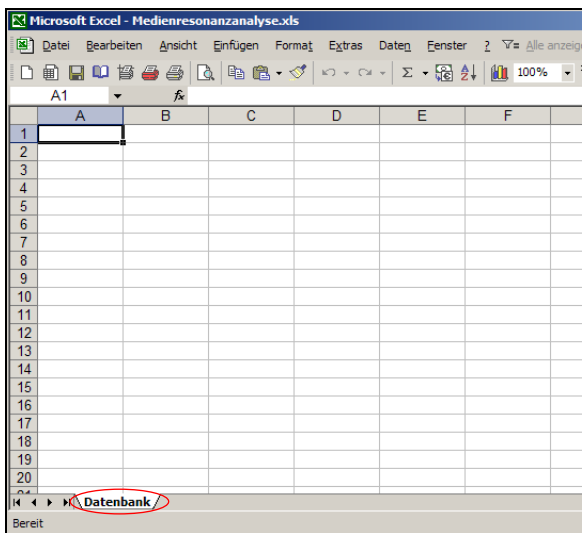 Microsoft Excel - Medienresonanzanalyse.xls
Datei Bearbeiten Ansicht Einfügen Format Extras Daten Fenster ? Alle anzeig
Σ 100%
A1 fx
A B C D E F
1
2
3
4
5
6
7
8
9
10
11
12
13
14
15
16
17
18
19
20
Datenbank
Bereit